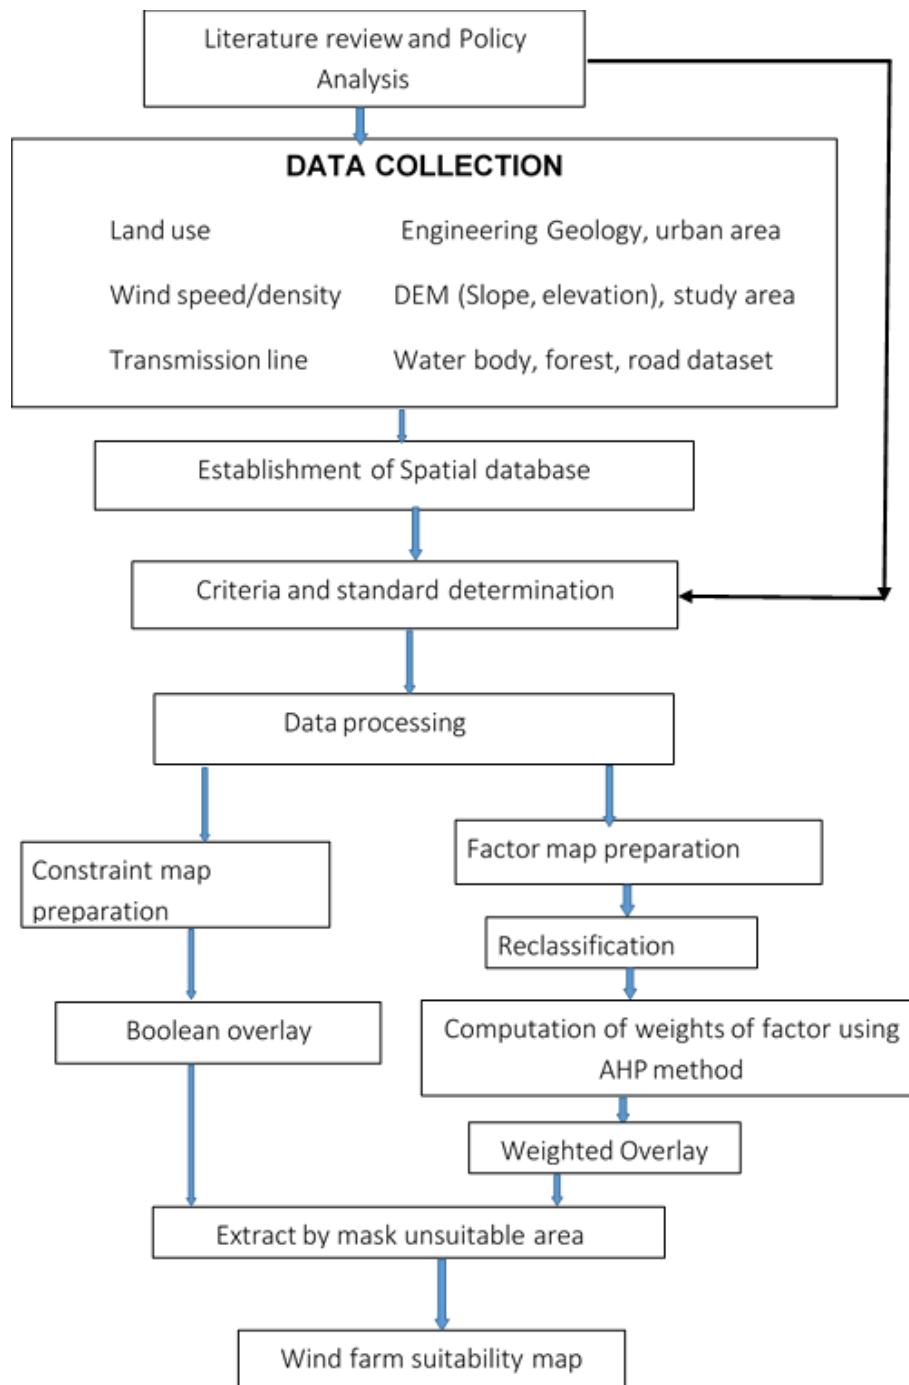 Literature review and Policy
Analysis
DATA COLLECTION
Land use Engineering Geology, urban area
Wind speed/density DEM (Slope, elevation), study area
Transmission line Water body, forest, road dataset
Establishment of Spatial database
Criteria and standard determination
Data processing
Constraint map
preparation
Factor map preparation
Reclassification
Boolean overlay
Computation of weights of factor using
AHP method
Weighted Overlay
Extract by mask unsuitable area
Wind farm suitability map